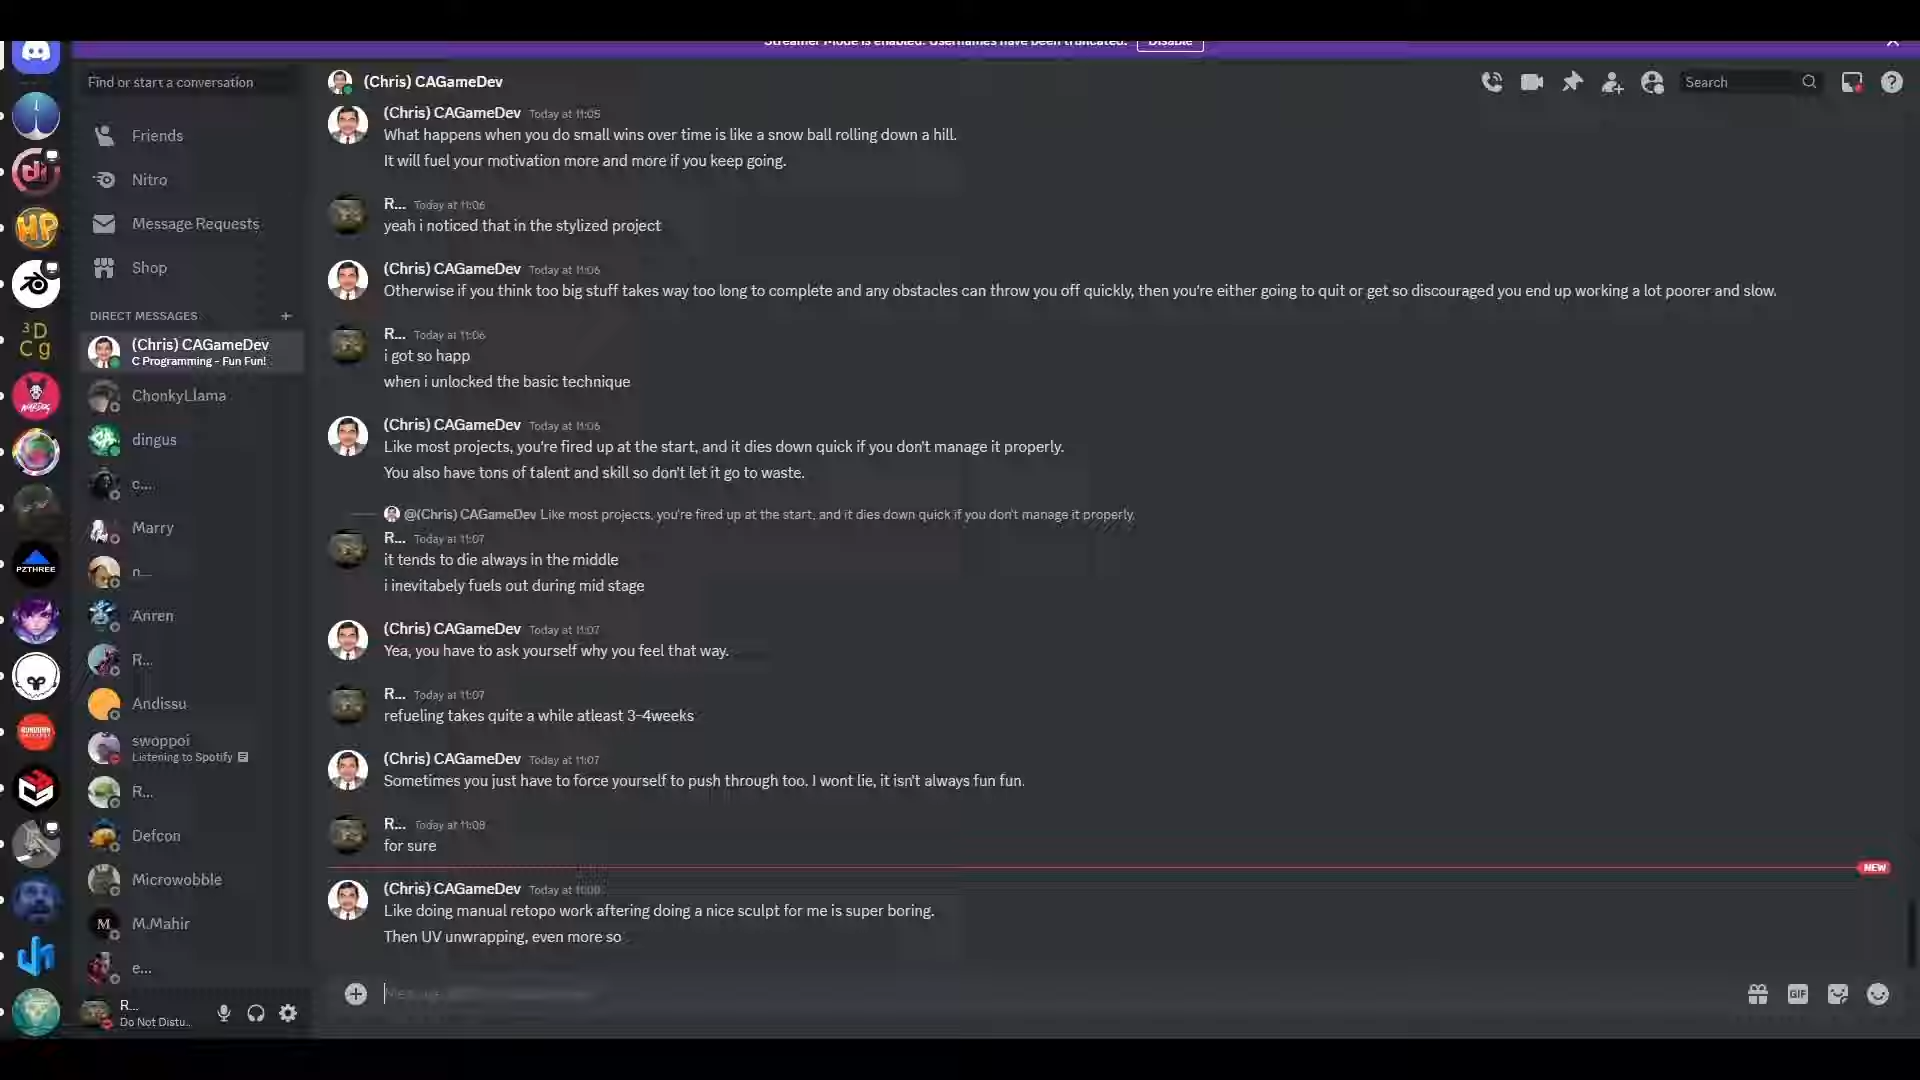 Streamer Mode is enabled. Usernames have been truncated. Disable
Find or start a conversation
Friends
Nitro
Message Requests
Shop
DIRECT MESSAGES
(Chris) CAGameDev
C Programming - Fun Fun!
ChonkyLlama
dingus
c...
Marry
n...
Anren
R...
Andissu
swoppoi
Listening to Spotify
R...
Defcon
Microwobble
M M.Mahir
e...
R...
Do Not Distu...
3D
Cg
PZTHREE
(Chris) CAGameDev
Search
(Chris) CAGameDev Today at 11:05
What happens when you do small wins over time is like a snow ball rolling down a hill.
It will fuel your motivation more and more if you keep going.
R... Today at 11:06
yeah i noticed that in the stylized project
(Chris) CAGameDev Today at 11:06
Otherwise if you think too big stuff takes way too long to complete and any obstacles can throw you off quickly, then you're either going to quit or get so discouraged you end up working a lot poorer and slow.
R... Today at 11:06
i got so happ
when i unlocked the basic technique
(Chris) CAGameDev Today at 11:06
Like most projects, you're fired up at the start, and it dies down quick if you don't manage it properly.
You also have tons of talent and skill so don't let it go to waste.
@(Chris) CAGameDev Like most projects, you're fired up at the start, and it dies down quick if you don't manage it properly.
R... Today at 11:07
it tends to die always in the middle
i inevitabely fuels out during mid stage
(Chris) CAGameDev Today at 11:07
Yea, you have to ask yourself why you feel that way.
R... Today at 11:07
refueling takes quite a while atleast 3-4weeks
(Chris) CAGameDev Today at 11:07
Sometimes you just have to force yourself to push through too. I wont lie, it isn't always fun fun.
R... Today at 11:08
for sure
NEW
(Chris) CAGameDev Today at
Like doing manual retopo work aftering doing a nice sculpt for me is super boring.
Then UV unwrapping, even more so
GIF